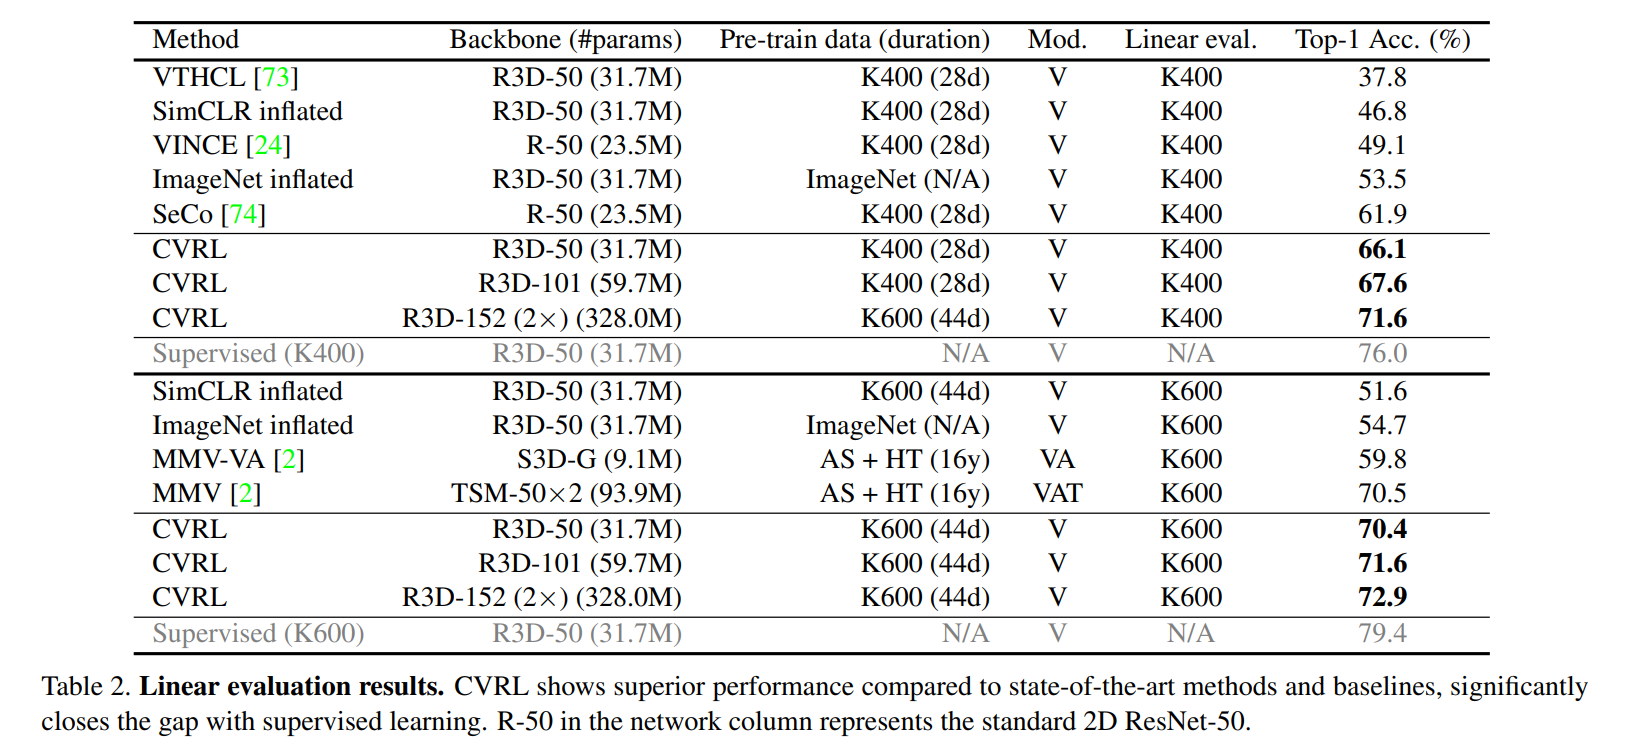 Method Backbone (#params) Pre-train data (duration) Mod. Linear eval. Top-1 Acc. (%)
VTHCL [73] R3D-50 (31.7M) K400 (28d) V K400 37.8
SimCLR inflated R3D-50 (31.7M) K400 (28d) V K400 46.8
VINCE [24] R-50 (23.5M) K400 (28d) V K400 49.1
ImageNet inflated R3D-50 (31.7M) ImageNet (N/A) V K400 53.5
SeCo [74] R-50 (23.5M) K400 (28d) V K400 61.9
CVRL R3D-50 (31.7M) K400 (28d) V K400 66.1
CVRL R3D-101 (59.7M) K400 (28d) V K400 67.6
CVRL R3D-152 (2×) (328.0M) K600 (44d) V K400 71.6
Supervised (K400) R3D-50 (31.7M) N/A V N/A 76.0
SimCLR inflated R3D-50 (31.7M) K600 (44d) V K600 51.6
ImageNet inflated R3D-50 (31.7M) ImageNet (N/A) V K600 54.7
MMV-VA [2] S3D-G (9.1M) AS + HT (16y) VA K600 59.8
MMV [2] TSM-50×2 (93.9M) AS + HT (16y) VAT K600 70.5
CVRL R3D-50 (31.7M) K600 (44d) V K600 70.4
CVRL R3D-101 (59.7M) K600 (44d) V K600 71.6
CVRL R3D-152 (2×) (328.0M) K600 (44d) V K600 72.9
Supervised (K600) R3D-50 (31.7M) N/A V N/A 79.4
Table 2. Linear evaluation results. CVRL shows superior performance compared to state-of-the-art methods and baselines, significantly
closes the gap with supervised learning. R-50 in the network column represents the standard 2D ResNet-50.